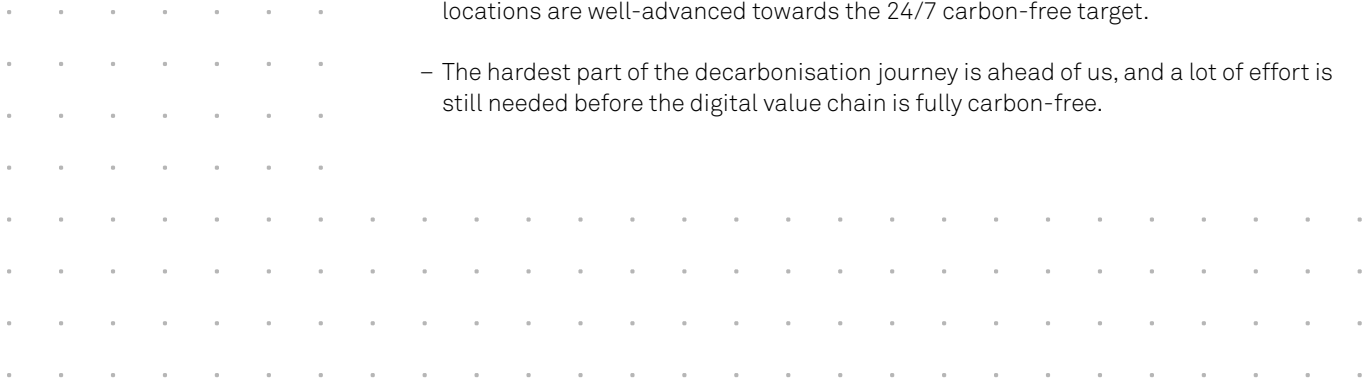 locations are well-advanced towards the 24/7 carbon-free target.
– The hardest part of the decarbonisation journey is ahead of us, and a lot of effort is
still needed before the digital value chain is fully carbon-free.